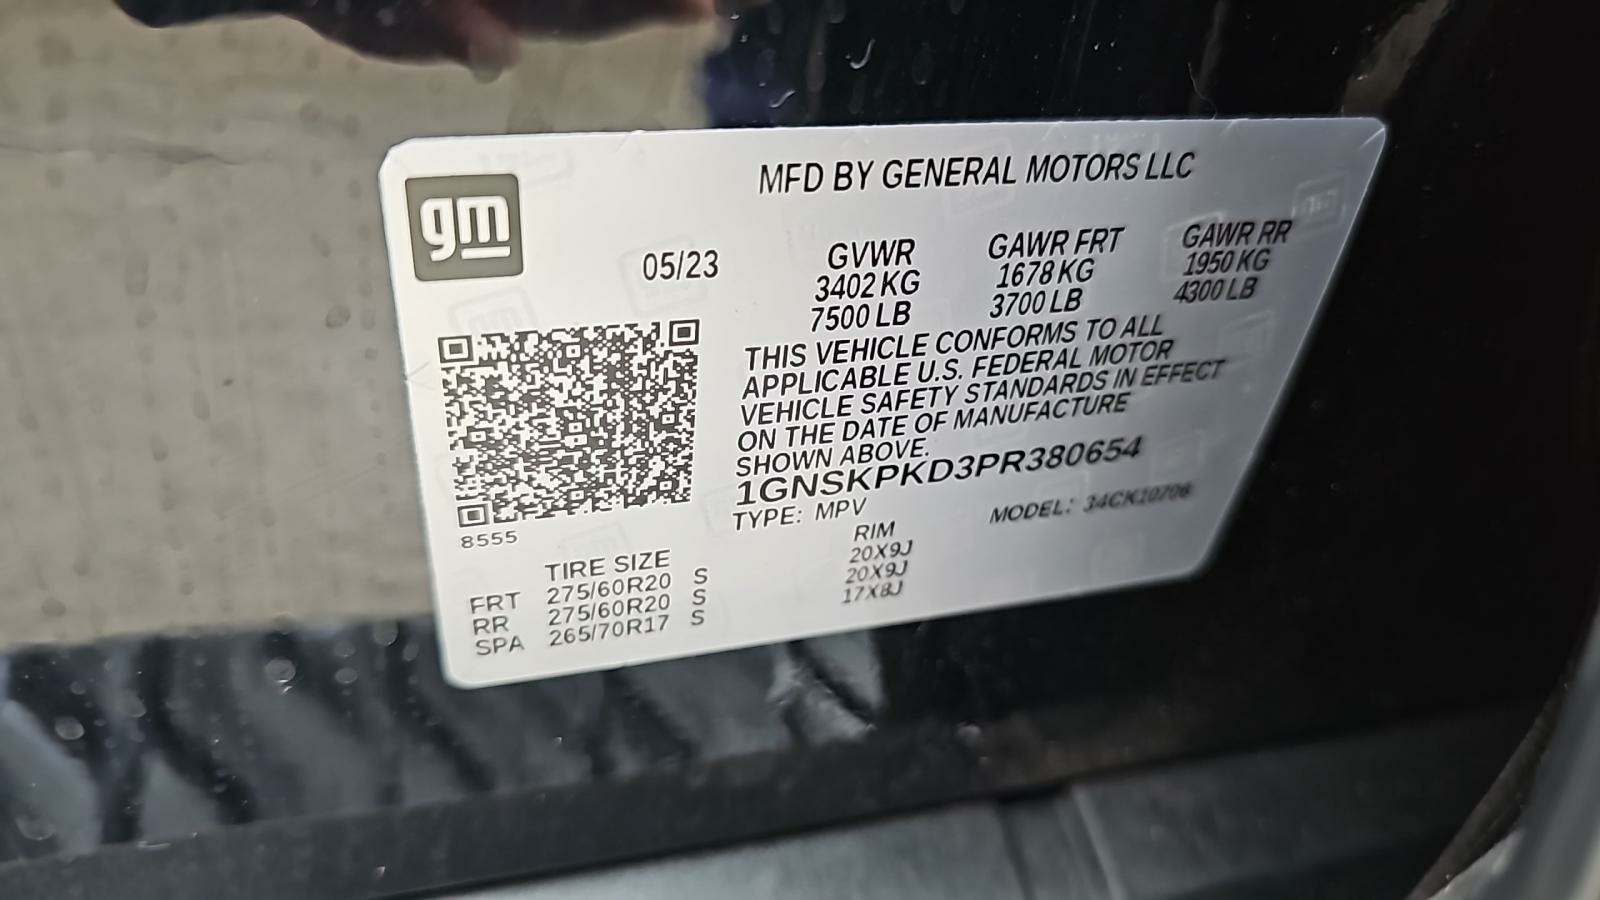 gm
MFD BY GENERAL MOTORS LLC
05/23
GVWR GAWR FRT GAWR RR
3402 KG 1678 KG 1950 KG
7500 LB 3700 LB 4300 LB
THIS VEHICLE CONFORMS TO ALL
APPLICABLE U.S. FEDERAL MOTOR
VEHICLE SAFETY STANDARDS IN EFFECT
ON THE DATE OF MANUFACTURE
SHOWN ABOVE.
1GNSKPKD3PR380654
TYPE: MPV MODEL: 34CK10706
8555
TIRE SIZE RIM
FRT 275/60R20 S 20X9J
RR 275/60R20 S 20X9J
SPA 265/70R17 S 17X8J